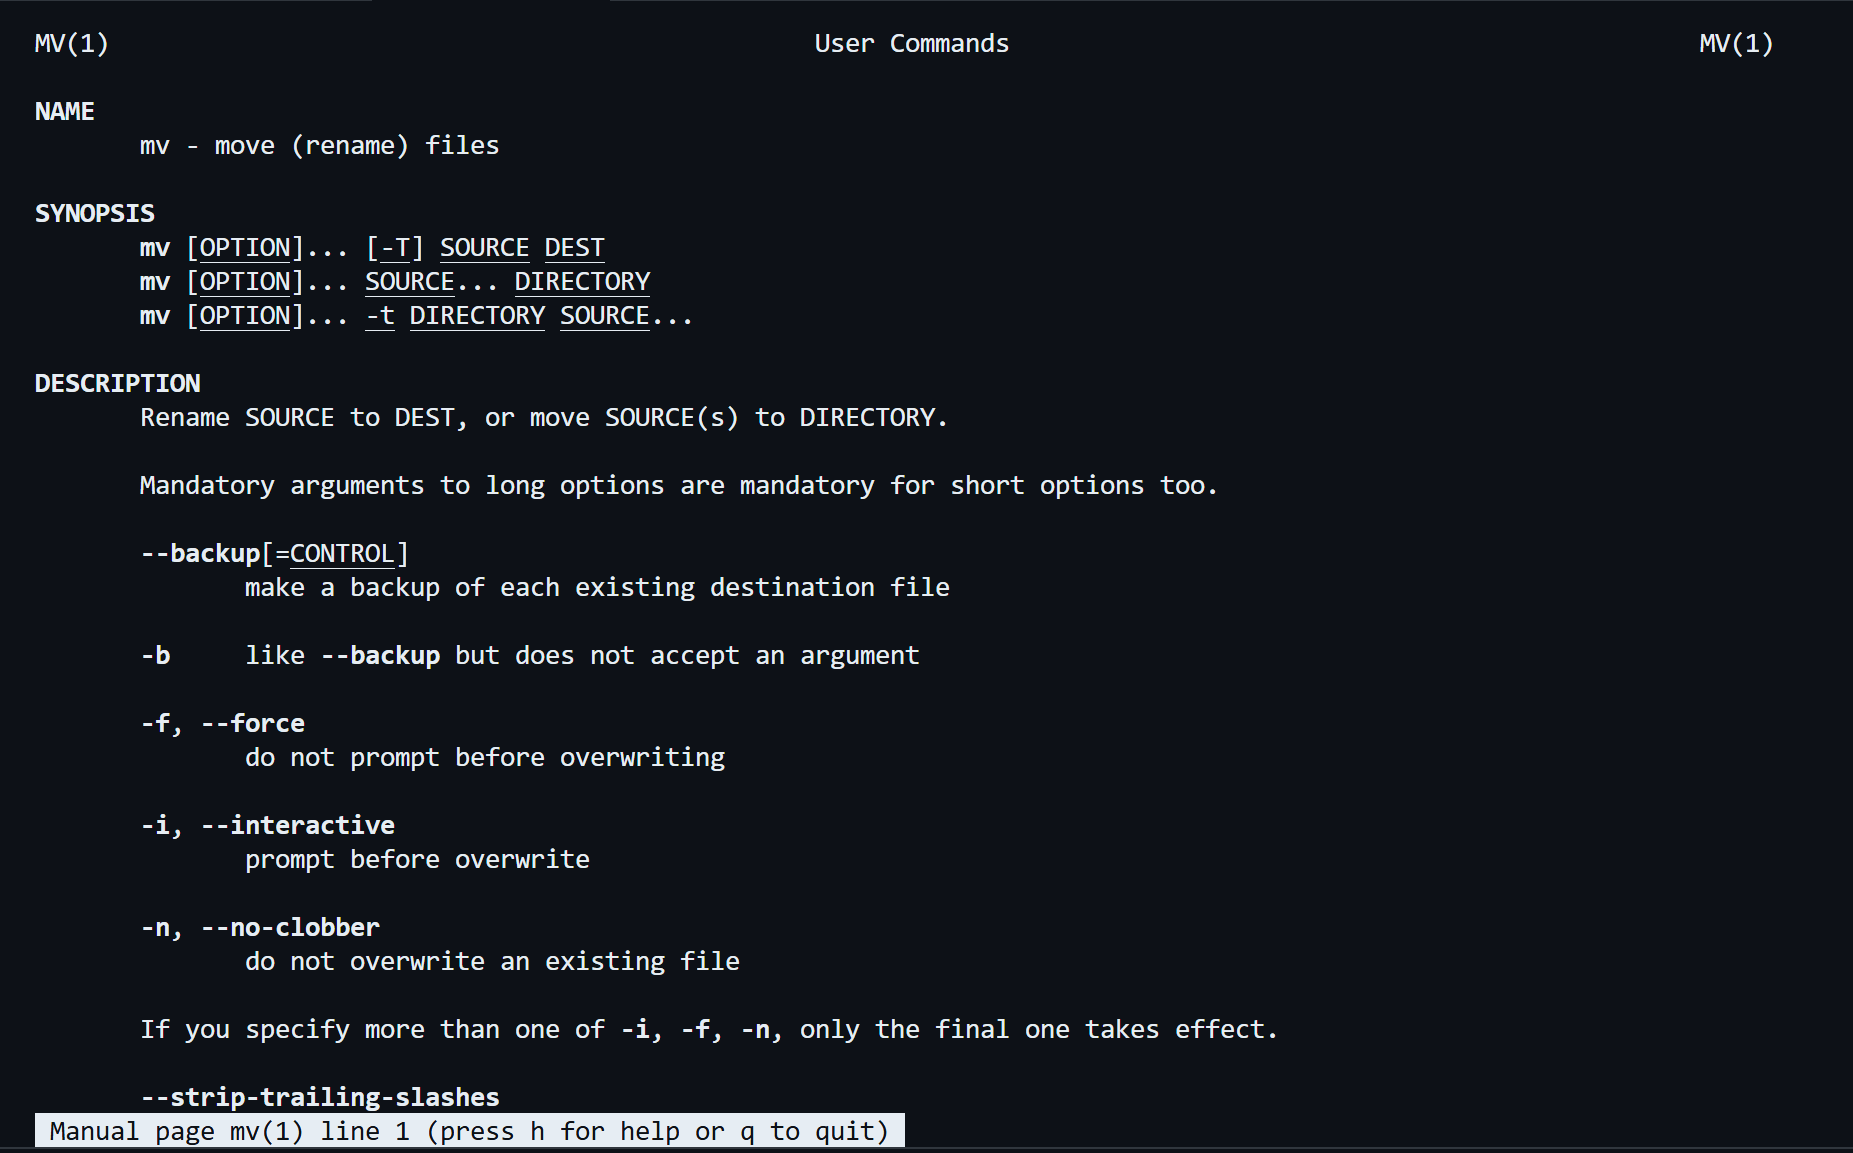 MV(1) User Commands MV(1)
NAME
mv - move (rename) files
SYNOPSIS
mv [OPTION]... [-T] SOURCE DEST
mv [OPTION]... SOURCE... DIRECTORY
mv [OPTION]... -t DIRECTORY SOURCE...
DESCRIPTION
Rename SOURCE to DEST, or move SOURCE(s) to DIRECTORY.
Mandatory arguments to long options are mandatory for short options too.
--backup[=CONTROL]
make a backup of each existing destination file
-b like --backup but does not accept an argument
-f, --force
do not prompt before overwriting
-i, --interactive
prompt before overwrite
-n, --no-clobber
do not overwrite an existing file
If you specify more than one of -i, -f, -n, only the final one takes effect.
--strip-trailing-slashes
Manual page mv(1) line 1 (press h for help or q to quit)